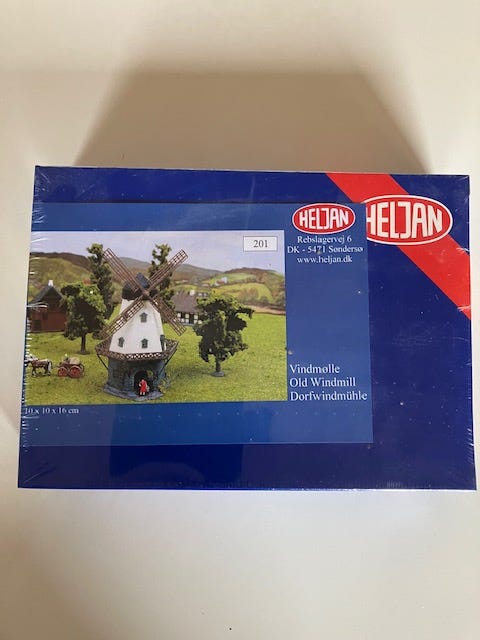 HELJAN
HELJAN
Rebslagervej 6
DK - 5471 Søndersø
www.heljan.dk
201
Vindmølle
Old Windmill
Dorfwindmühle
10 x 10 x 16 cm